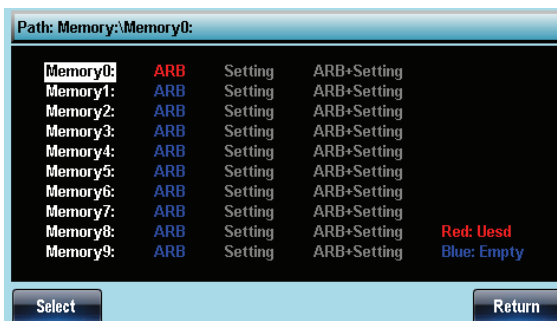 Path: Memory:\Memory0:
Memory0: ARB Setting ARB+Setting
Memory1: ARB Setting ARB+Setting
Memory2: ARB Setting ARB+Setting
Memory3: ARB Setting ARB+Setting
Memory4: ARB Setting ARB+Setting
Memory5: ARB Setting ARB+Setting
Memory6: ARB Setting ARB+Setting
Memory7: ARB Setting ARB+Setting
Memory8: ARB Setting ARB+Setting Red: Uesd
Memory9: ARB Setting ARB+Setting Blue: Empty
Select Return